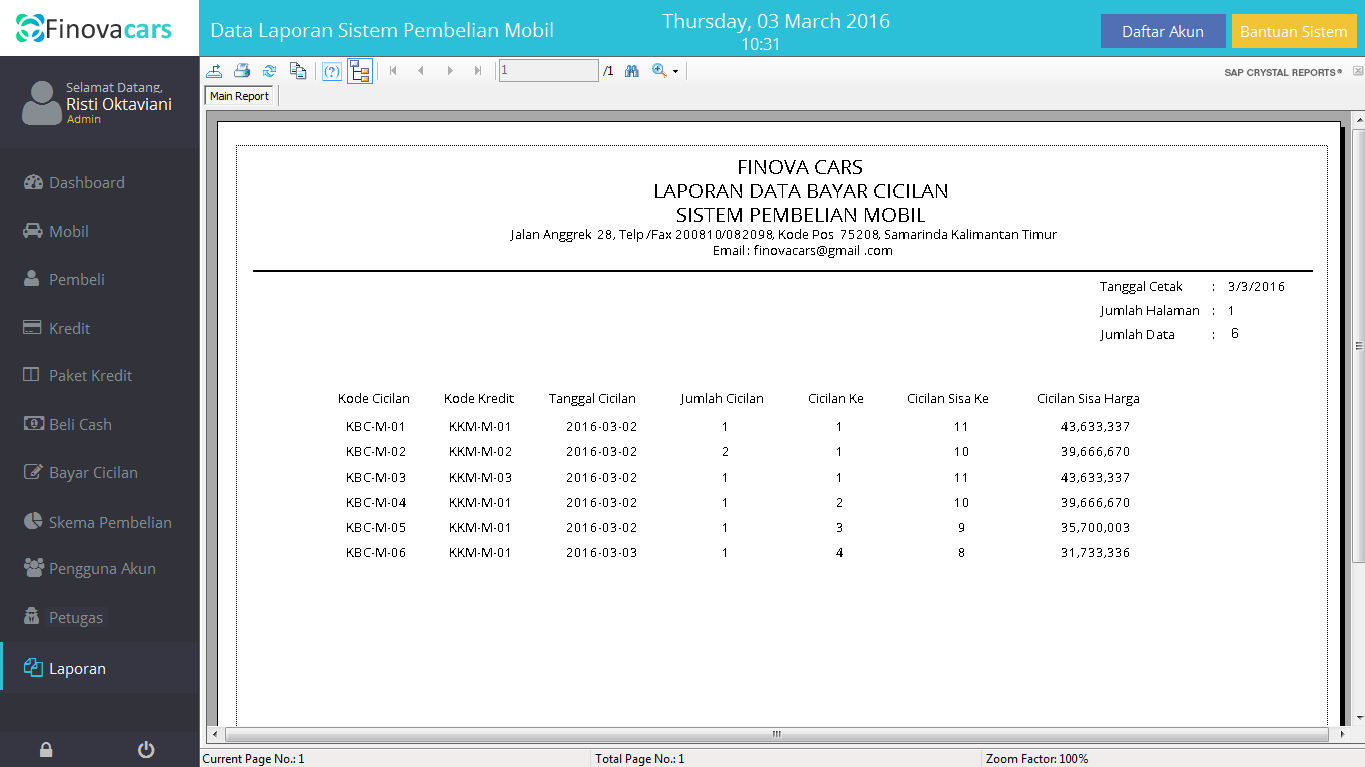 Finovacars
Data Laporan Sistem Pembelian Mobil
Thursday, 03 March 2016
10:31
Daftar Akun
Bantuan Sistem
Selamat Datang,
Risti Oktaviani
Admin
Dashboard
Mobil
Pembeli
Kredit
Paket Kredit
Beli Cash
Bayar Cicilan
Skema Pembelian
Pengguna Akun
Petugas
Laporan
1 /1
SAP CRYSTAL REPORTS®
Main Report
FINOVA CARS
LAPORAN DATA BAYAR CICILAN
SISTEM PEMBELIAN MOBIL
Jalan Anggrek 28, Telp /Fax 200810/082098, Kode Pos 75208, Samarinda Kalimantan Timur
Email : finovacars@gmail .com
Tanggal Cetak : 3/3/2016
Jumlah Halaman : 1
Jumlah Data : 6
Kode Cicilan Kode Kredit Tanggal Cicilan Jumlah Cicilan Cicilan Ke Cicilan Sisa Ke Cicilan Sisa Harga
KBC-M-01 KKM-M-01 2016-03-02 1 1 11 43,633,337
KBC-M-02 KKM-M-02 2016-03-02 2 1 10 39,666,670
KBC-M-03 KKM-M-03 2016-03-02 1 1 11 43,633,337
KBC-M-04 KKM-M-01 2016-03-02 1 2 10 39,666,670
KBC-M-05 KKM-M-01 2016-03-02 1 3 9 35,700,003
KBC-M-06 KKM-M-01 2016-03-03 1 4 8 31,733,336
Current Page No.: 1
Total Page No.: 1
Zoom Factor: 100%